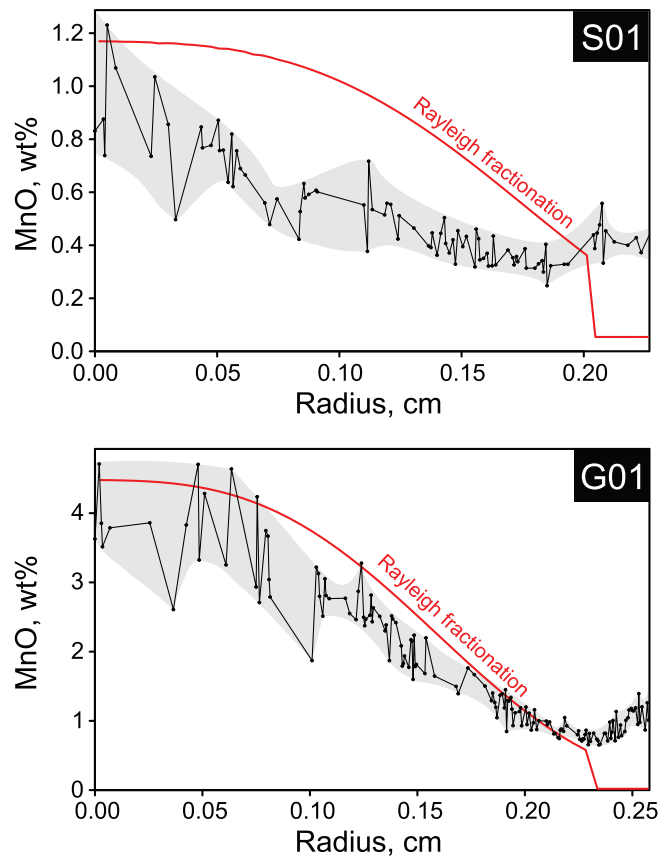 S01
1.2
1.0
0.8
0.6
0.4
0.2
0.0
MnO, wt%
Rayleigh fractionation
0.00 0.05 0.10 0.15 0.20
Radius, cm
G01
4
3
2
1
0
MnO, wt%
Rayleigh fractionation
0.00 0.05 0.10 0.15 0.20 0.25
Radius, cm